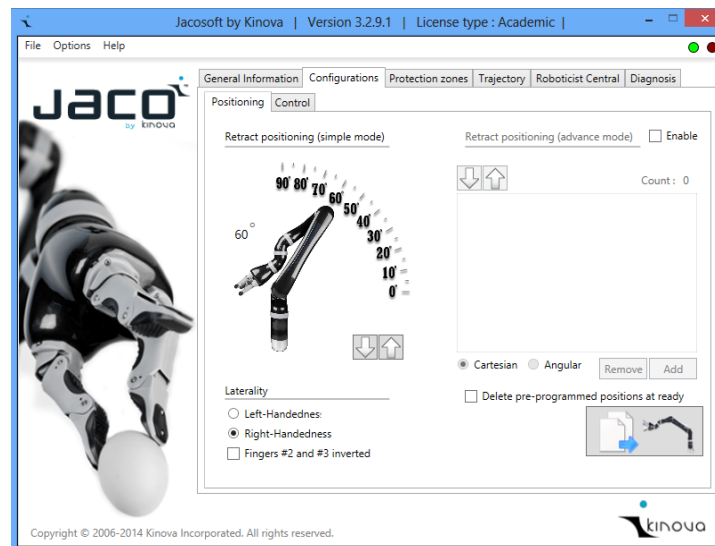 Jacosoft by Kinova | Version 3.2.9.1 | License type : Academic |
File Options Help
General Information Configurations Protection zones Trajectory Roboticist Central Diagnosis
Positioning Control
Jaco
by kinova
Retract positioning (simple mode)
90° 80° 70° 60° 50° 40° 30° 20° 10° 0°
60°
Laterality
Left-Handednes
Right-Handedness
Fingers #2 and #3 inverted
Retract positioning (advance mode) Enable
Count : 0
Cartesian Angular Remove Add
Delete pre-programmed positions at ready
kinova
Copyright © 2006-2014 Kinova Incorporated. All rights reserved.